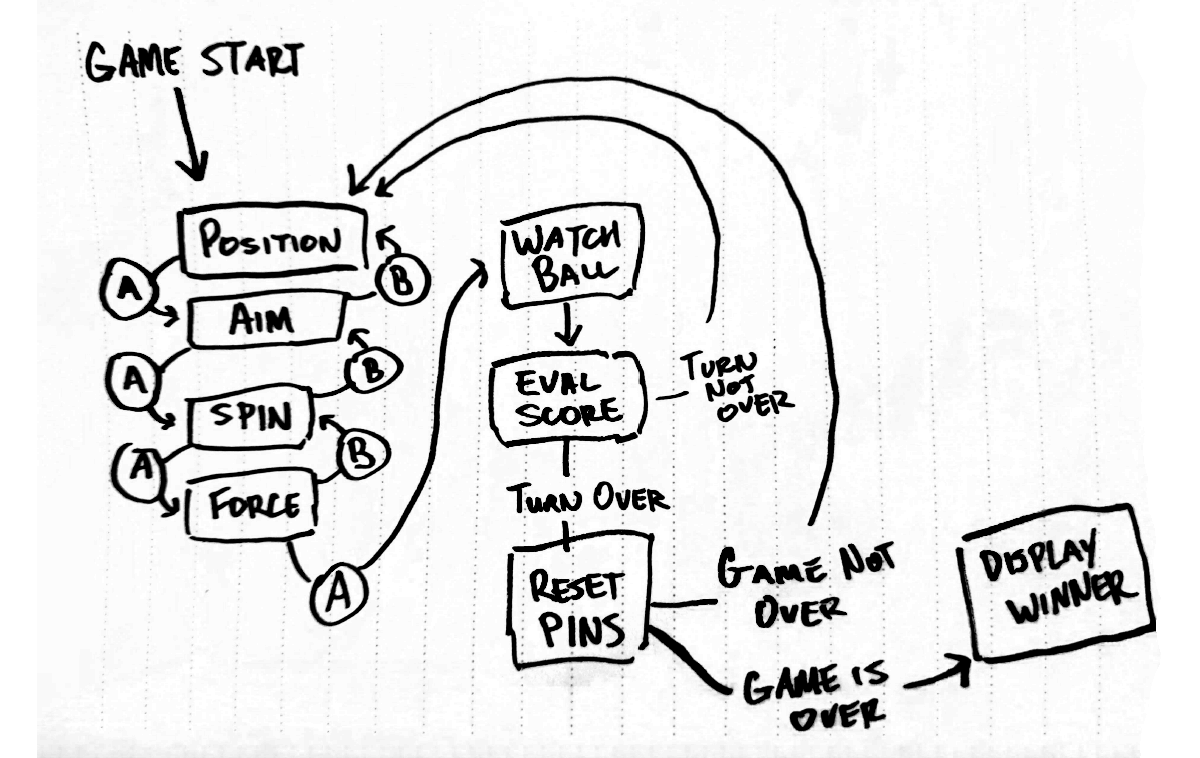 GAME START
POSITION
A
B
AIM
A
B
SPIN
A
B
FORCE
A
WATCH
BALL
EVAL
SCORE
TURN
NOT
OVER
TURN OVER
RESET
PINS
GAME NOT
OVER
GAME IS
OVER
DISPLAY
WINNER